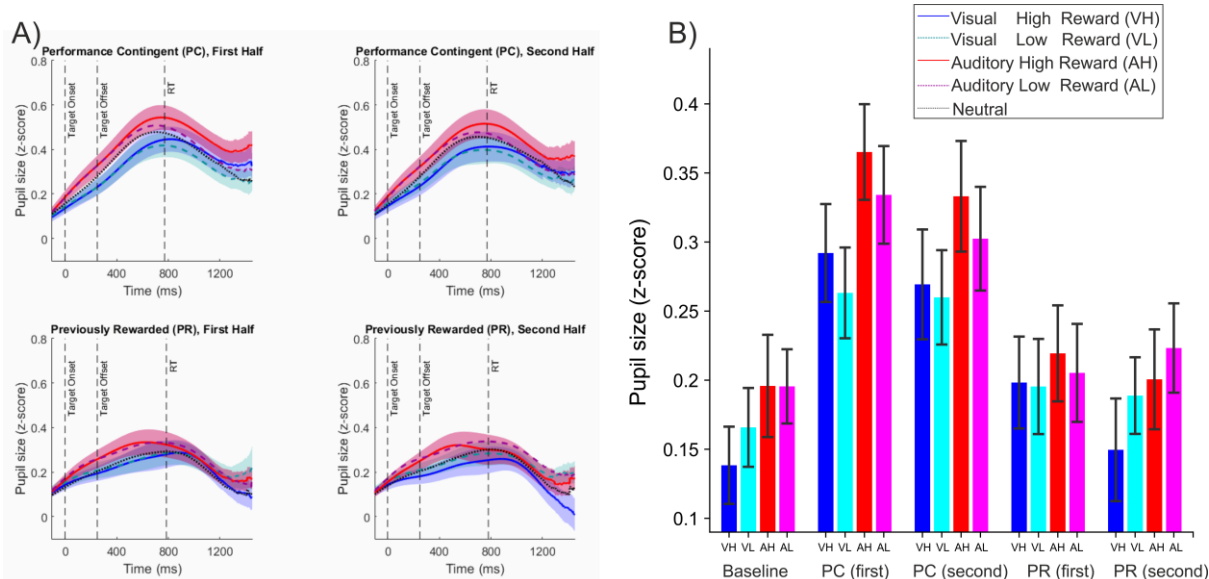 A)
Performance Contingent (PC), First Half
0.8
0.6
0.4
0.2
0
Pupil size (z-score)
Target Onset
Target Offset
RT
0 400 800 1200
Time (ms)
Performance Contingent (PC), Second Half
0.8
0.6
0.4
0.2
0
Pupil size (z-score)
Target Onset
Target Offset
RT
0 400 800 1200
Time (ms)
Previously Rewarded (PR), First Half
0.8
0.6
0.4
0.2
0
Pupil size (z-score)
Target Onset
Target Offset
RT
0 400 800 1200
Time (ms)
Previously Rewarded (PR), Second Half
0.8
0.6
0.4
0.2
0
Pupil size (z-score)
Target Onset
Target Offset
RT
0 400 800 1200
Time (ms)
B)
Visual High Reward (VH)
Visual Low Reward (VL)
Auditory High Reward (AH)
Auditory Low Reward (AL)
Neutral
0.4
0.35
0.3
0.25
0.2
0.15
0.1
Pupil size (z-score)
VH VL AH AL VH VL AH AL VH VL AH AL VH VL AH AL VH VL AH AL
Baseline PC (first) PC (second) PR (first) PR (second)